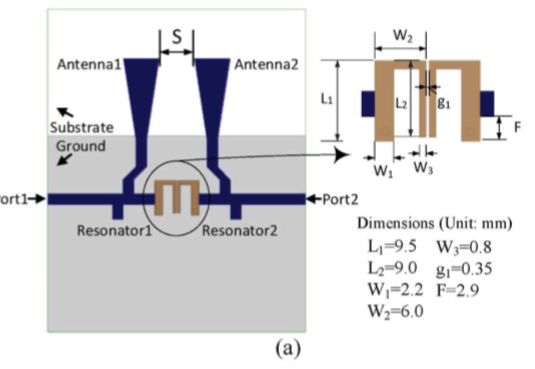 S
W₂
Antenna1
Antenna2
L₁
L₂
g₁
F
Substrate
Ground
W₁
W₃
ort1
Port2
Resonator1
Resonator2
Dimensions (Unit: mm)
L₁=9.5 W₃=0.8
L₂=9.0 g₁=0.35
W₁=2.2 F=2.9
W₂=6.0
(a)